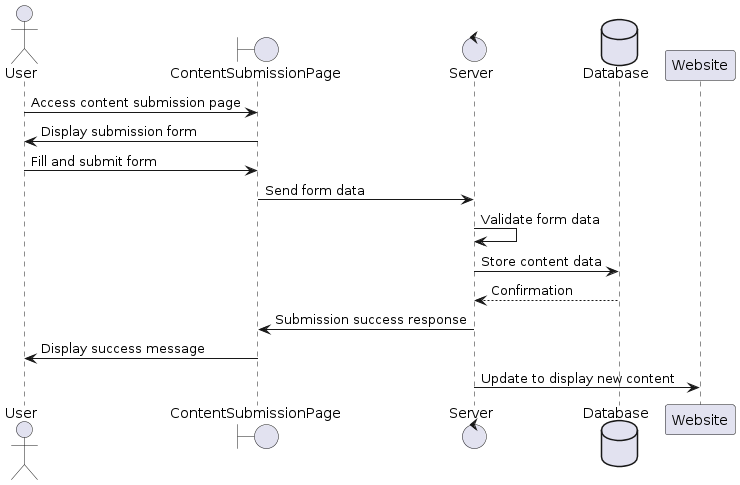 User
ContentSubmissionPage
Server
Database
Website
Access content submission page
Display submission form
Fill and submit form
Send form data
Validate form data
Store content data
Confirmation
Submission success response
Display success message
Update to display new content
User
ContentSubmissionPage
Server
Database
Website